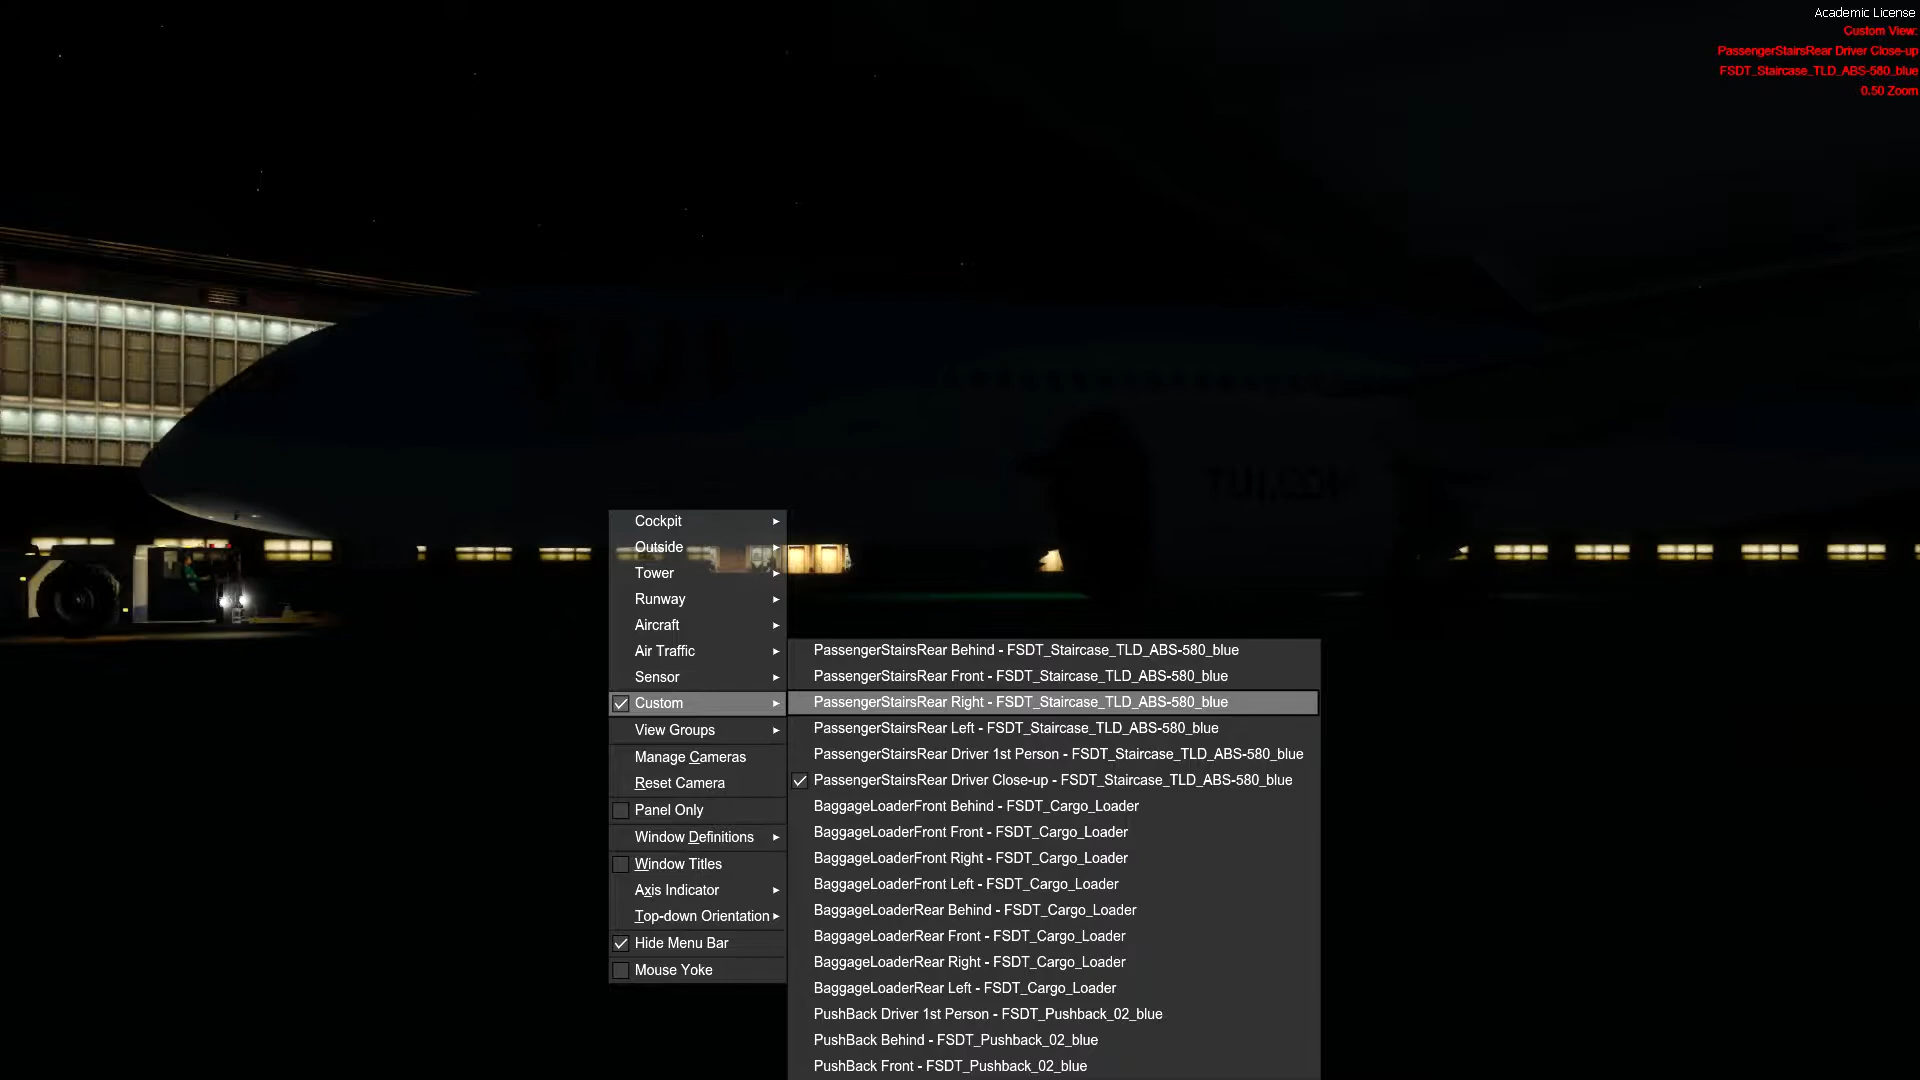 Academic License
Custom View:
PassengerStairsRear Driver Close-up
FSDT_Staircase_TLD_ABS-580_blue
0.50 Zoom
TUI.COM
Cockpit
Outside
Tower
Runway
Aircraft
Air Traffic
Sensor
Custom
View Groups
Manage Cameras
Reset Camera
Panel Only
Window Definitions
Window Titles
Axis Indicator
Top-down Orientation
Hide Menu Bar
Mouse Yoke
PassengerStairsRear Behind - FSDT_Staircase_TLD_ABS-580_blue
PassengerStairsRear Front - FSDT_Staircase_TLD_ABS-580_blue
PassengerStairsRear Right - FSDT_Staircase_TLD_ABS-580_blue
PassengerStairsRear Left - FSDT_Staircase_TLD_ABS-580_blue
PassengerStairsRear Driver 1st Person - FSDT_Staircase_TLD_ABS-580_blue
PassengerStairsRear Driver Close-up - FSDT_Staircase_TLD_ABS-580_blue
BaggageLoaderFront Behind - FSDT_Cargo_Loader
BaggageLoaderFront Front - FSDT_Cargo_Loader
BaggageLoaderFront Right - FSDT_Cargo_Loader
BaggageLoaderFront Left - FSDT_Cargo_Loader
BaggageLoaderRear Behind - FSDT_Cargo_Loader
BaggageLoaderRear Front - FSDT_Cargo_Loader
BaggageLoaderRear Right - FSDT_Cargo_Loader
BaggageLoaderRear Left - FSDT_Cargo_Loader
PushBack Driver 1st Person - FSDT_Pushback_02_blue
PushBack Behind - FSDT_Pushback_02_blue
PushBack Front - FSDT_Pushback_02_blue